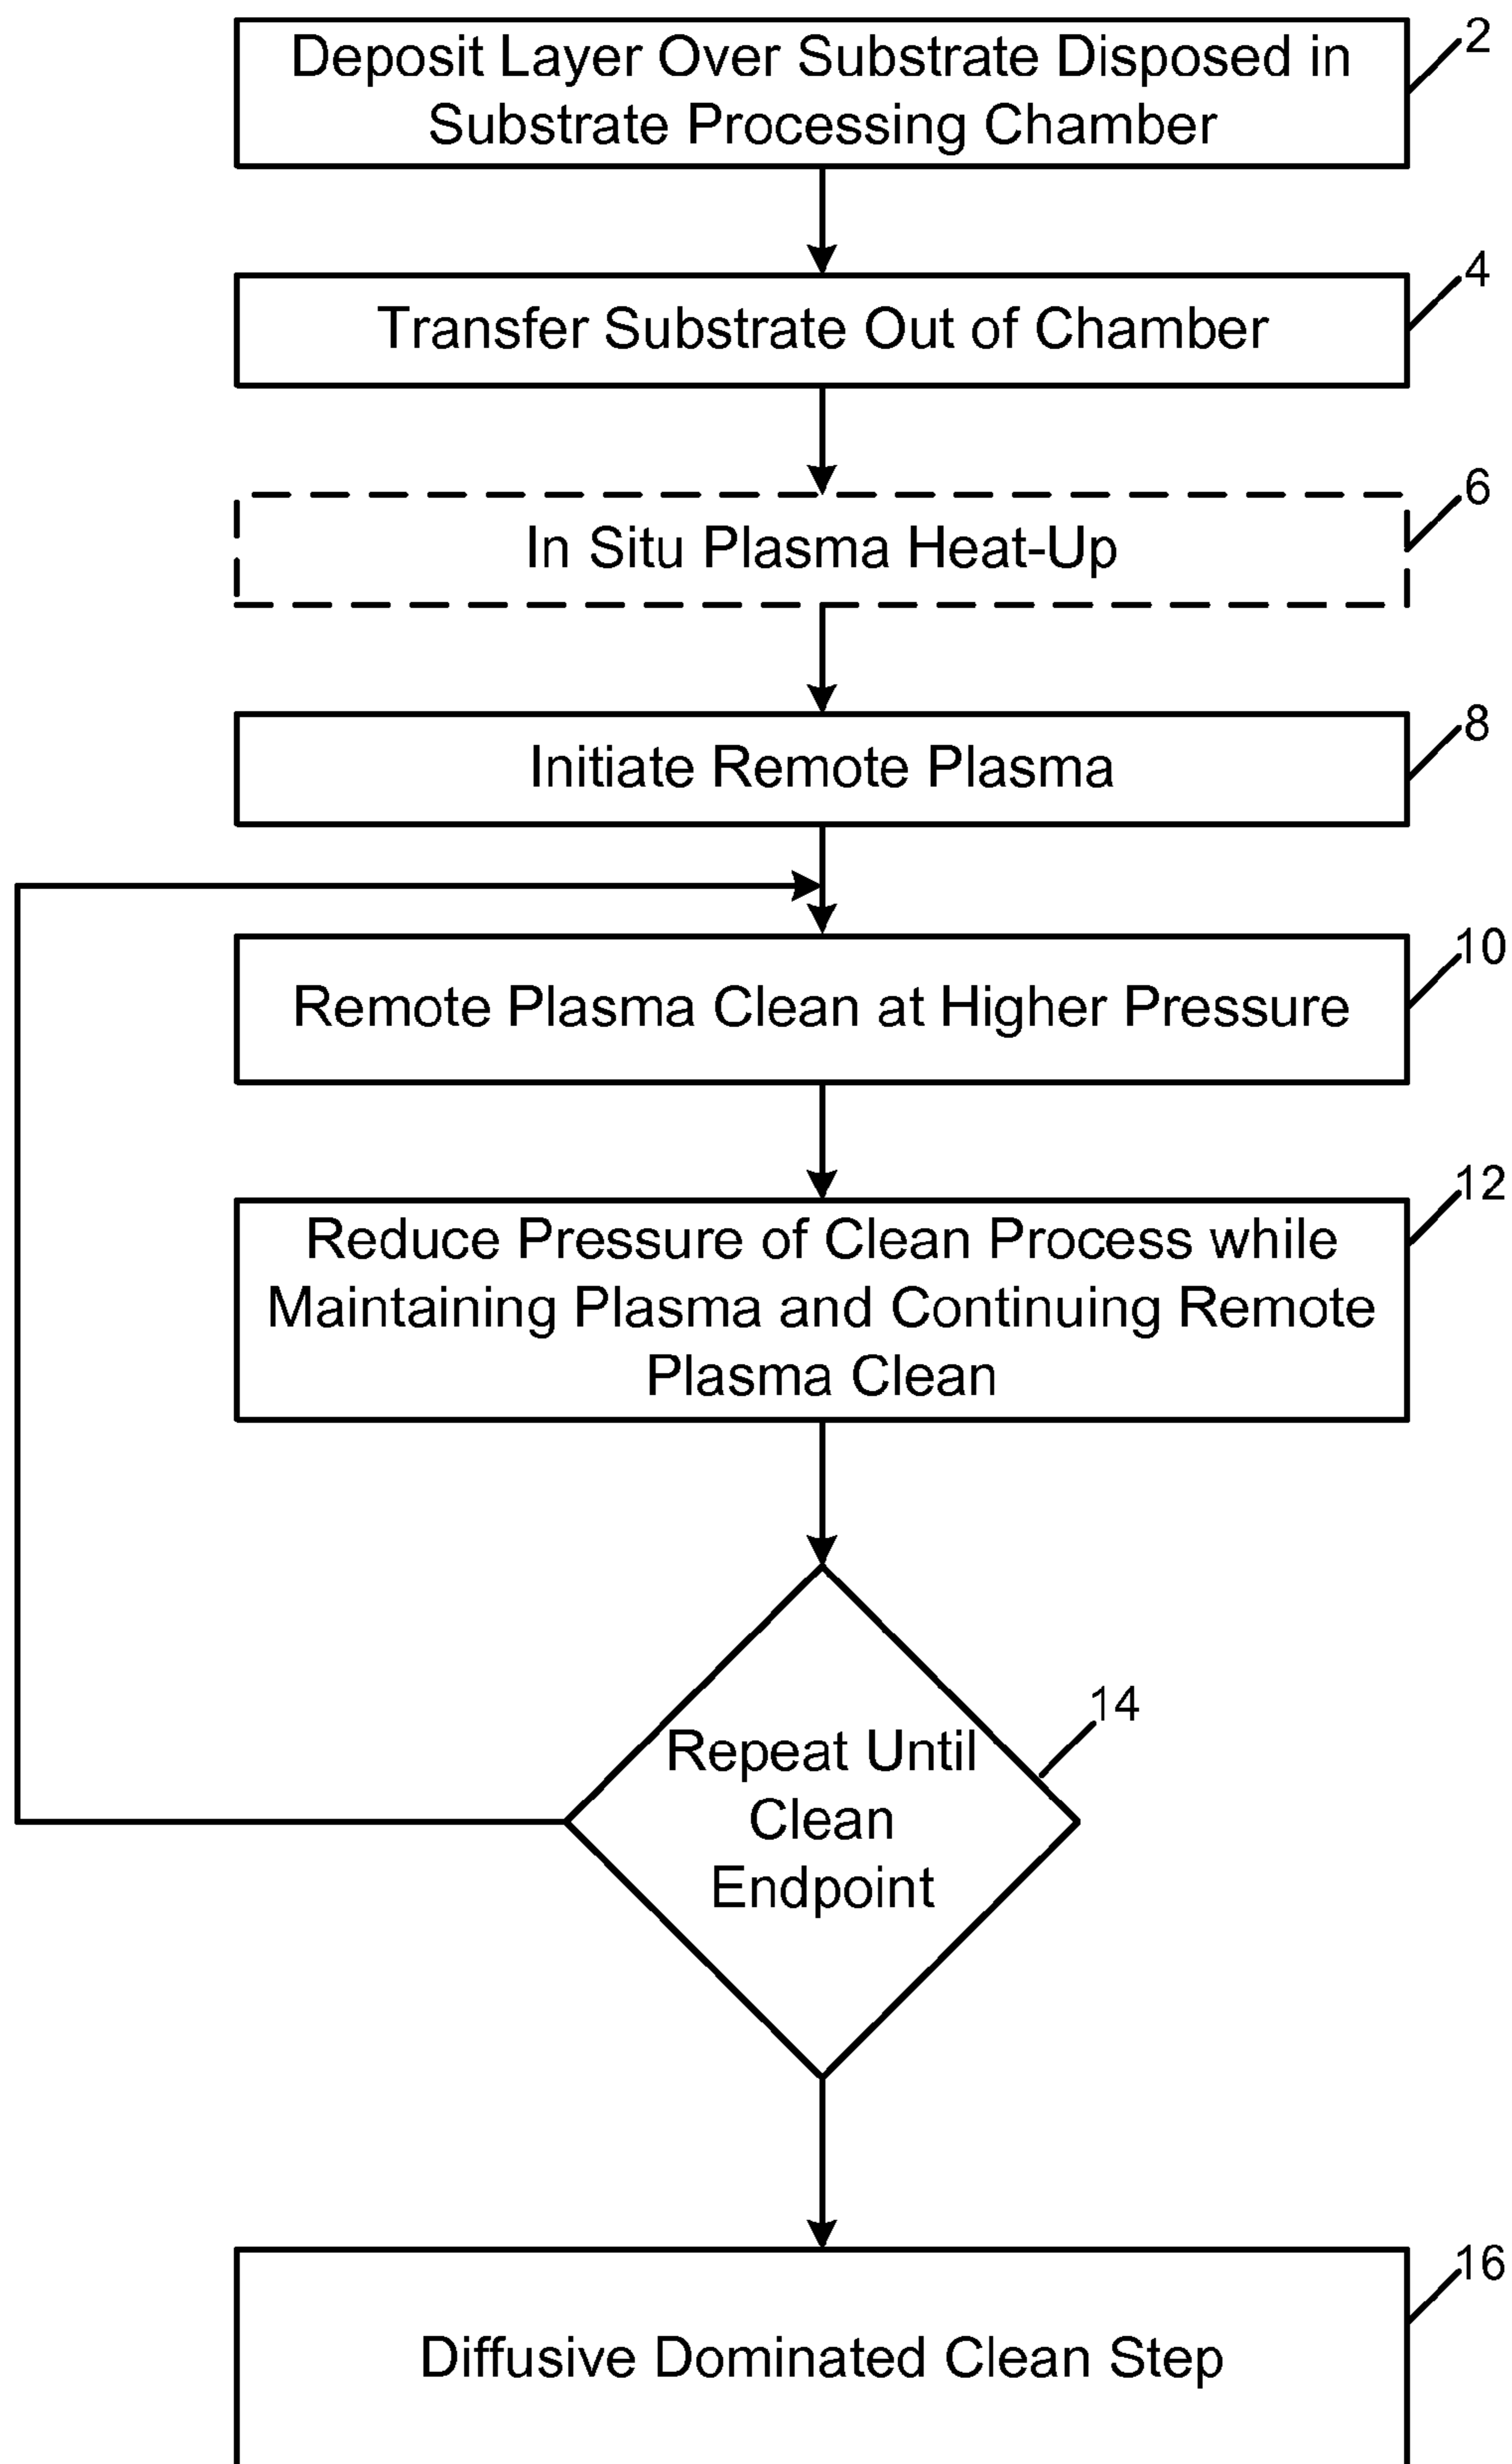 Deposit Layer Over Substrate Disposed in
Substrate Processing Chamber
2
Transfer Substrate Out of Chamber
4
In Situ Plasma Heat-Up
6
Initiate Remote Plasma
8
Remote Plasma Clean at Higher Pressure
10
Reduce Pressure of Clean Process while
Maintaining Plasma and Continuing Remote
Plasma Clean
12
Repeat Until
Clean
Endpoint
14
Diffusive Dominated Clean Step
16